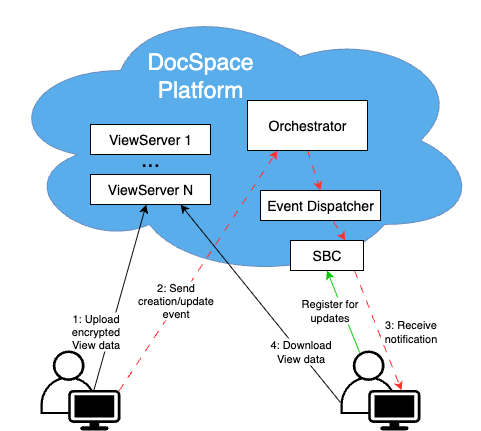 DocSpace
Platform
Orchestrator
ViewServer 1
...
ViewServer N
Event Dispatcher
SBC
2: Send
creation/update
event
Register for
updates
1: Upload
encrypted
View data
3: Receive
notification
4: Download
View data